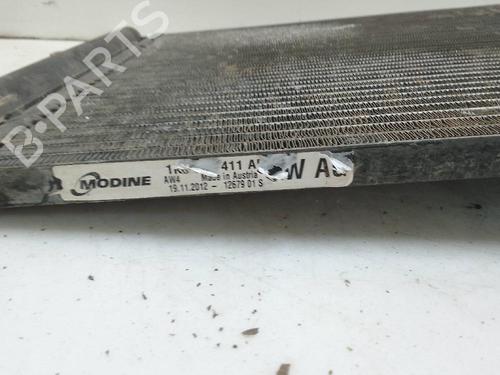 B-PARTS
MODINE
411
AW4 Made in Austria
19.11.2012 - 12679 01 S